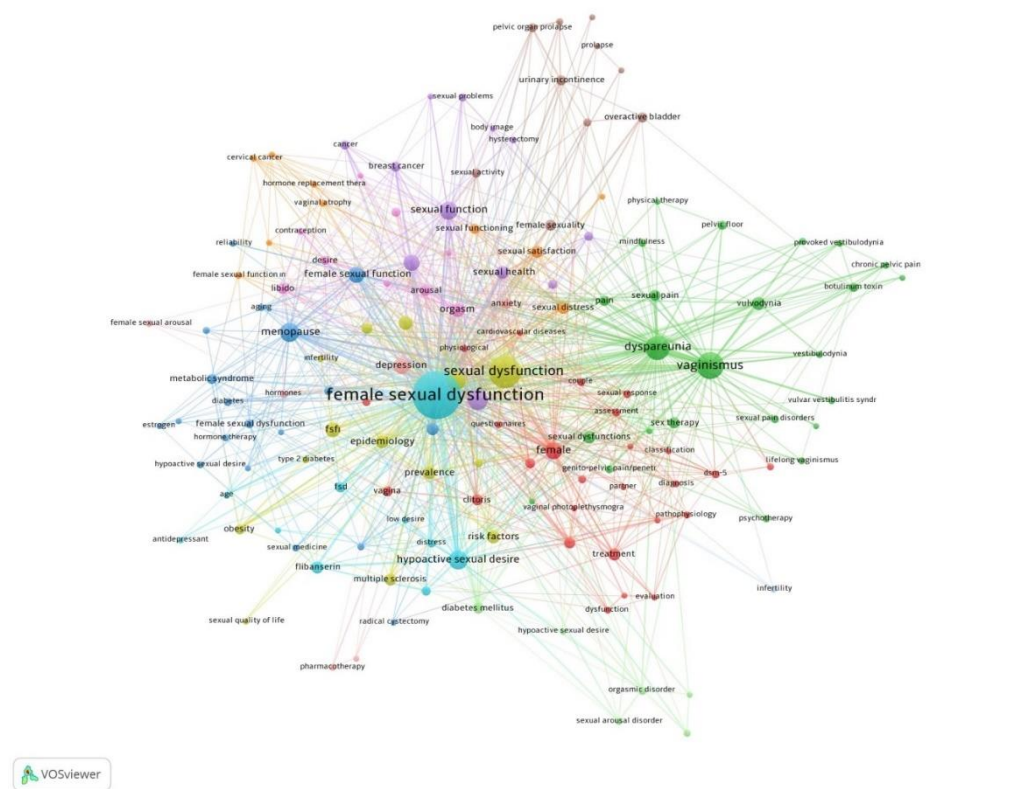 pelvic organ prolapse
prolapse
urinary incontinence
sexual problems
overactive bladder
body image
hysterectomy
cancer
cervical cancer
breast cancer
sexual activity
hormone replacement thera
vaginal atrophy
physical therapy
sexual function
contraception
sexual functioning
female sexuality
pelvic floor
reliability
mindfulness
provoked vestibulodynia
sexual satisfaction
desire
chronic pelvic pain
female sexual function in
female sexual function
sexual health
libido
arousal
botulinum toxin
sexual pain
pain
anxiety
vulvodynia
aging
orgasm
sexual distress
female sexual arousal
menopause
cardiovascular diseases
physiological
dyspareunia
infertility
vestibulodynia
depression
sexual dysfunction
vaginismus
metabolic syndrome
couple
hormones
female sexual dysfunction
sexual response
diabetes
vulvar vestibulitis syndr
assessment
estrogen
female sexual dysfunction
questionnaires
sex therapy
sexual pain disorders
fsfi
hormone therapy
epidemiology
sexual dysfunctions
female
classification
type 2 diabetes
lifelong vaginismus
hypoactive sexual desire
prevalence
genito-pelvic pain/peneti
dsm-5
fsd
vagina
partner
diagnosis
age
clitoris
vaginal photoplethysmogra
pathophysiology
psychotherapy
low desire
obesity
antidepressant
distress
risk factors
sexual medicine
treatment
hypoactive sexual desire
flibanserin
multiple sclerosis
infertility
evaluation
diabetes mellitus
dysfunction
sexual quality of life
radical cystectomy
hypoactive sexual desire
pharmacotherapy
orgasmic disorder
sexual arousal disorder
VOSviewer